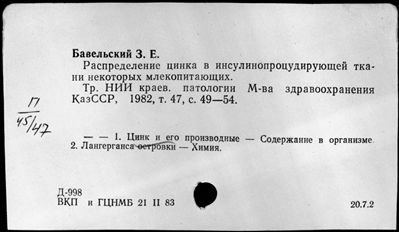 Бавельский З. Е.
Распределение цинка в инсулинопроцудирующей тка-
ни некоторых млекопитающих.
Тр. НИИ краев. патологии М-ва здравоохранения
КазССР, 1982, т. 47, с. 49—54.
П
45/47
— — 1. Цинк и его производные — Содержание в организме
2. Лангерганса островки — Химия.
Д-998
ВКП и ГЦНМБ 21 II 83
20.7.2